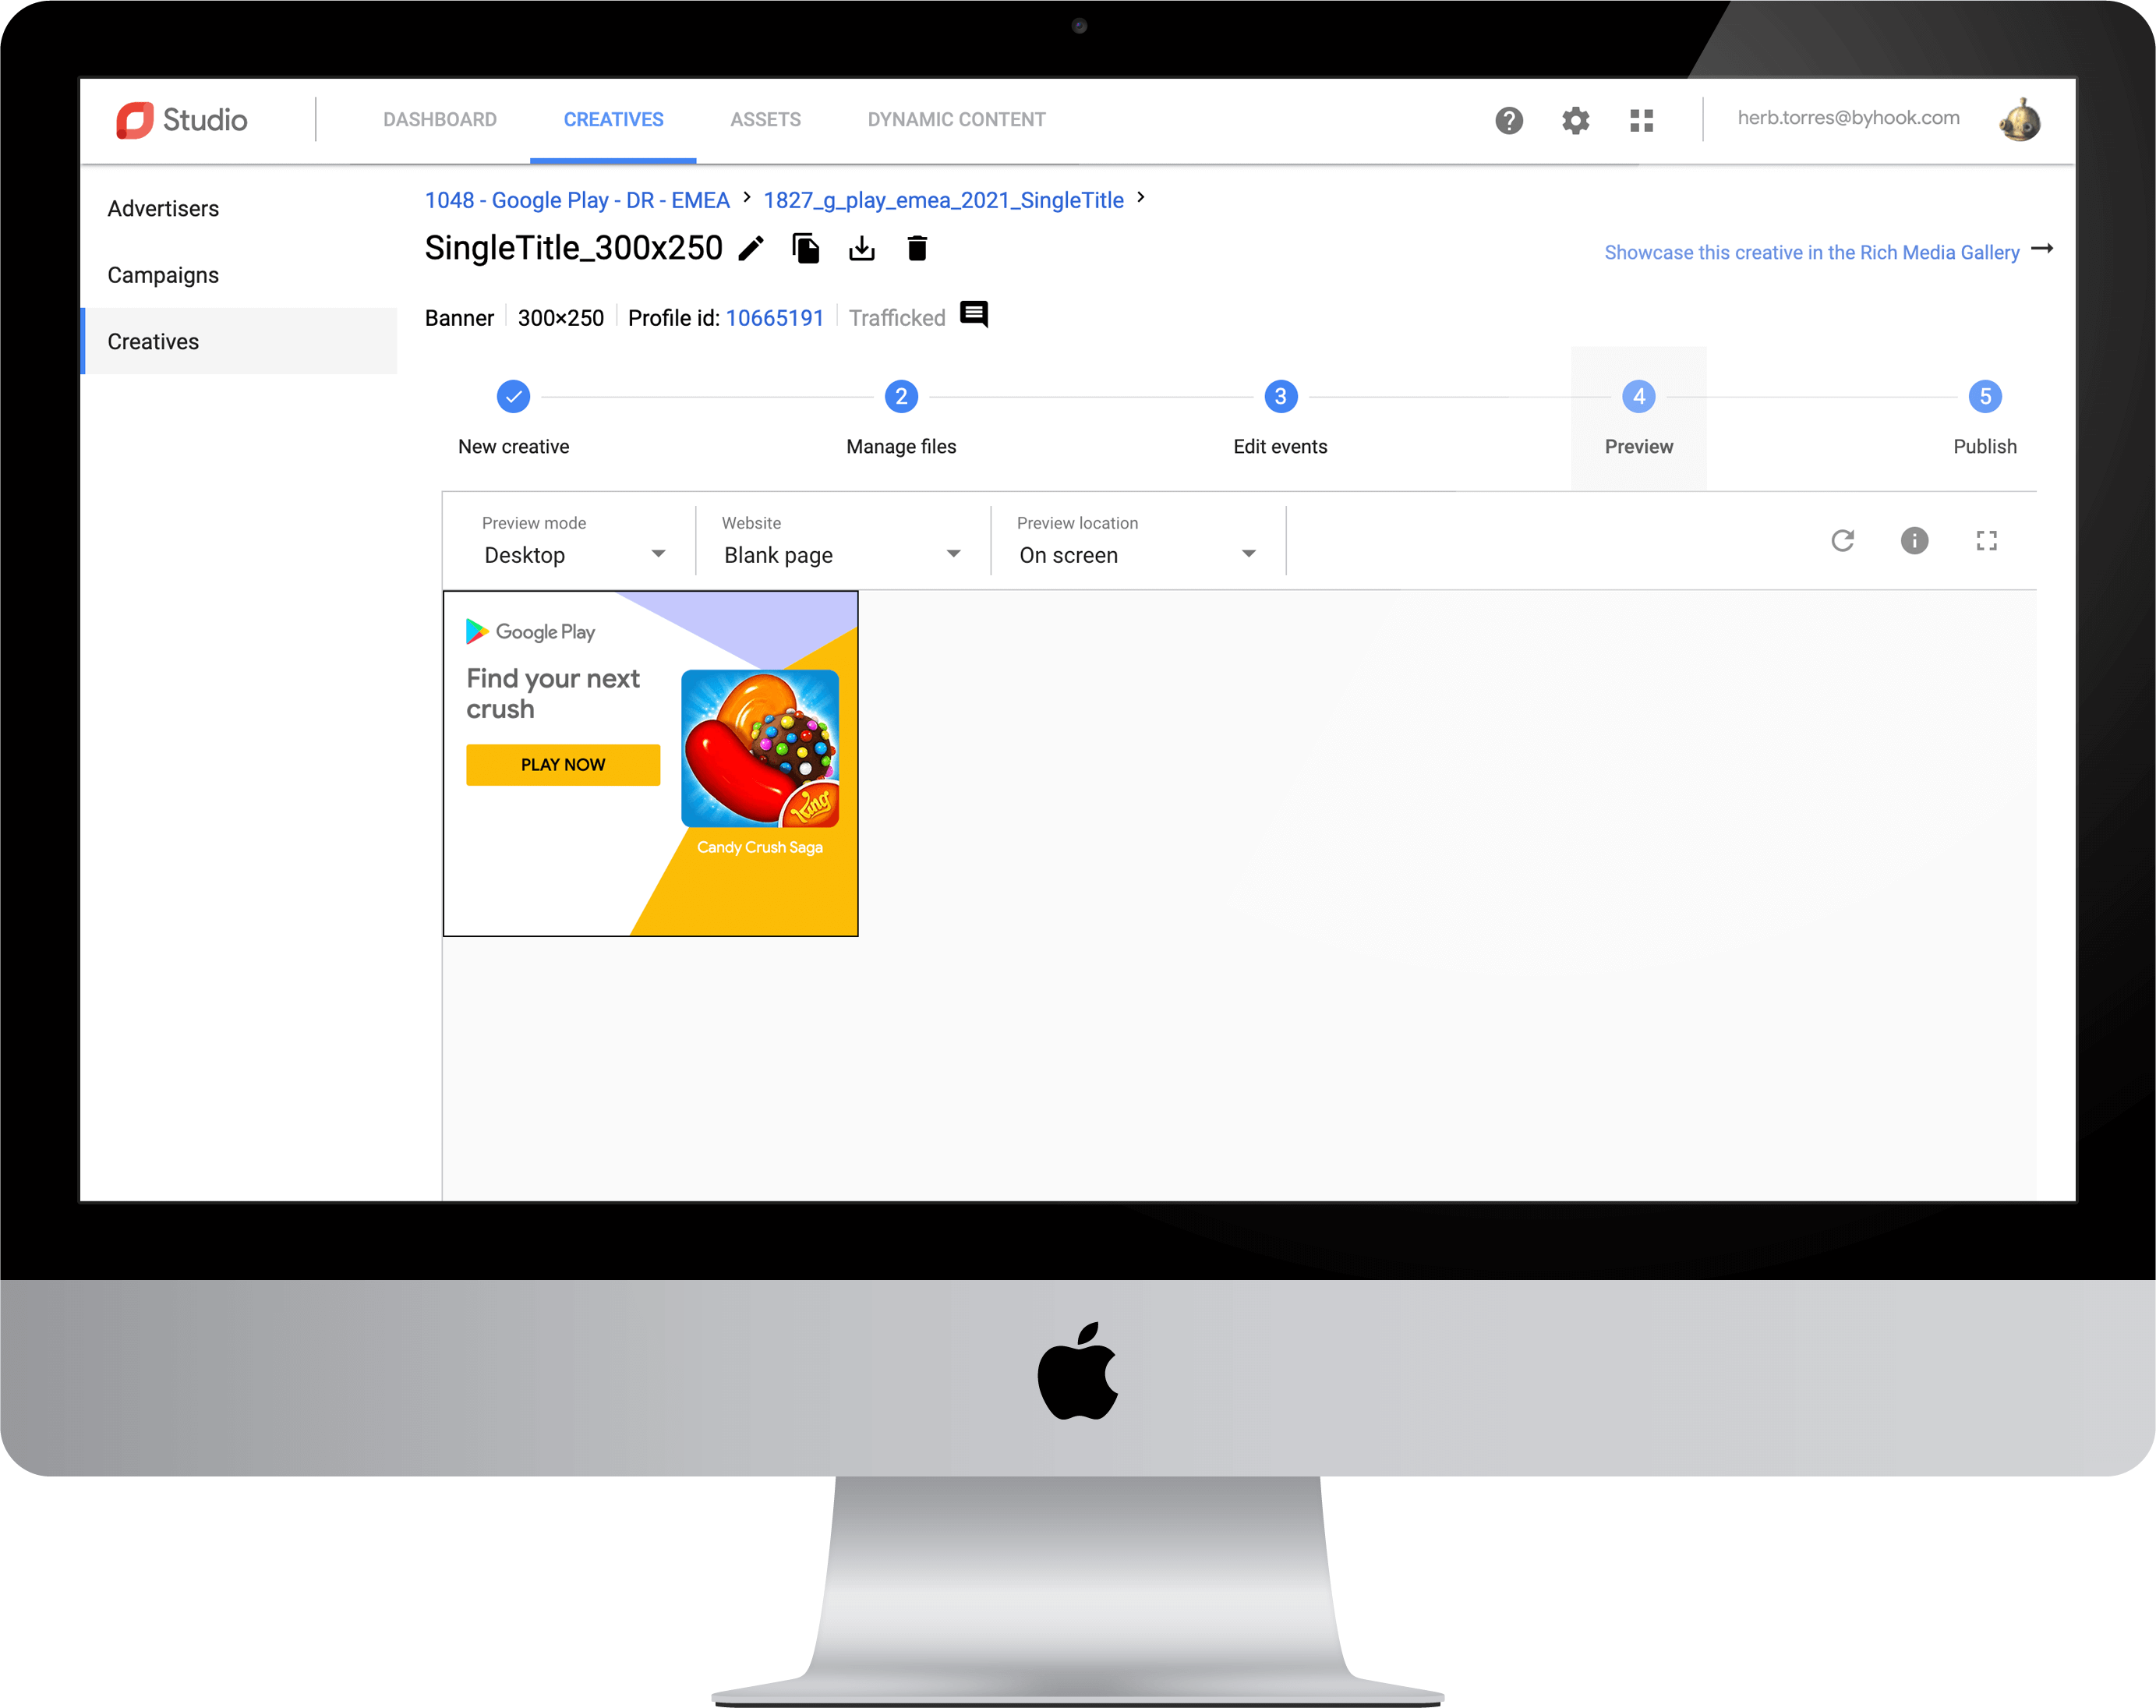 Studio
DASHBOARD
CREATIVES
ASSETS
DYNAMIC CONTENT
?
herb.torres@byhook.com
Advertisers
Campaigns
Creatives
1048 - Google Play - DR - EMEA > 1827_g_play_emea_2021_SingleTitle >
SingleTitle_300x250
Showcase this creative in the Rich Media Gallery →
Banner
300×250
Profile id: 10665191
Trafficked
2
3
4
5
New creative
Manage files
Edit events
Preview
Publish
Preview mode
Desktop
Website
Blank page
Preview location
On screen
i
Google Play
Find your next
crush
PLAY NOW
King
Candy Crush Saga